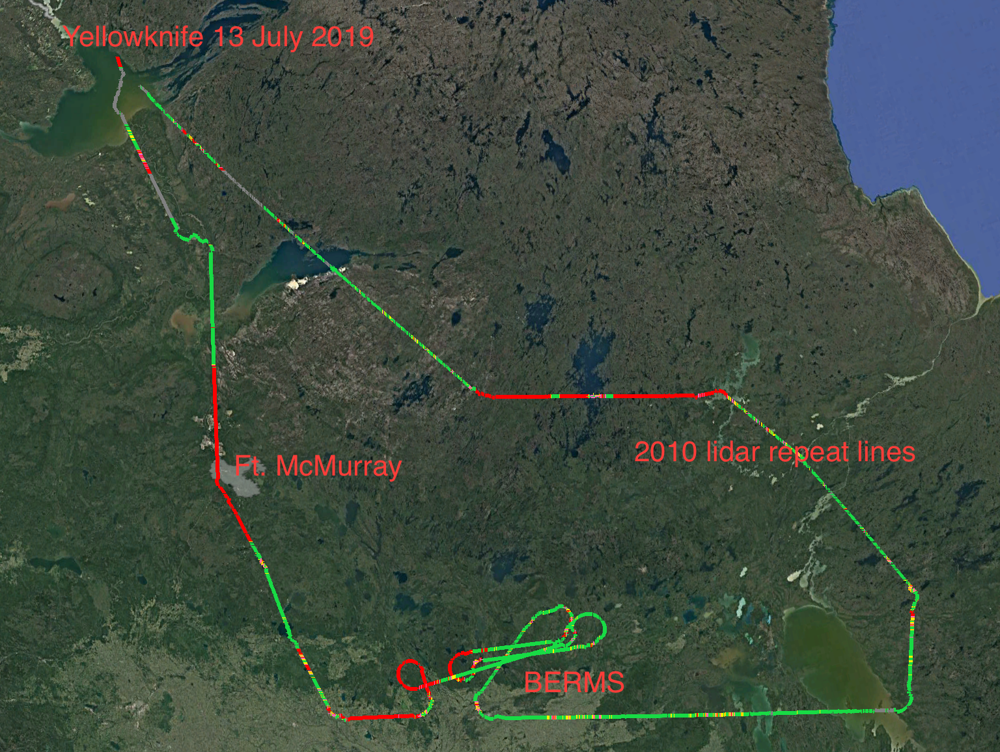 Yellowknife 13 July 2019
2010 lidar repeat lines
Ft. McMurray
BERMS